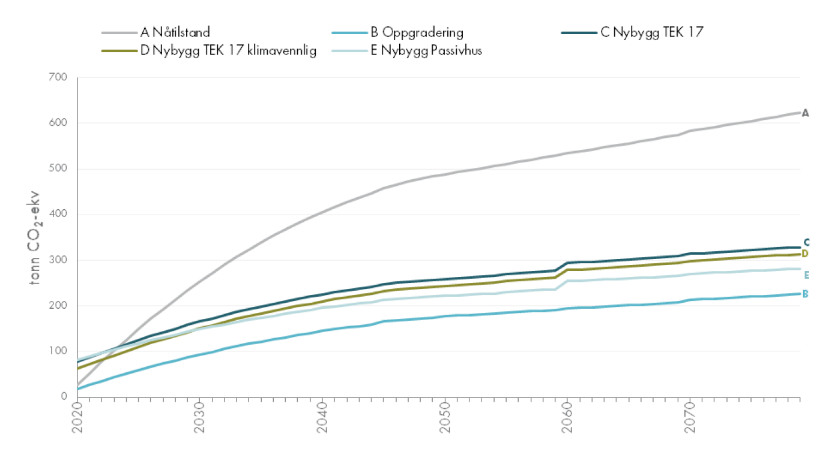 A Nåtilstand B Oppgradering C Nybygg TEK 17
D Nybygg TEK 17 klimavennlig E Nybygg Passivhus
tonn CO₂-ekv
700
600
500
400
300
200
100
0
A
C
D
E
B
2020 2030 2040 2050 2060 2070